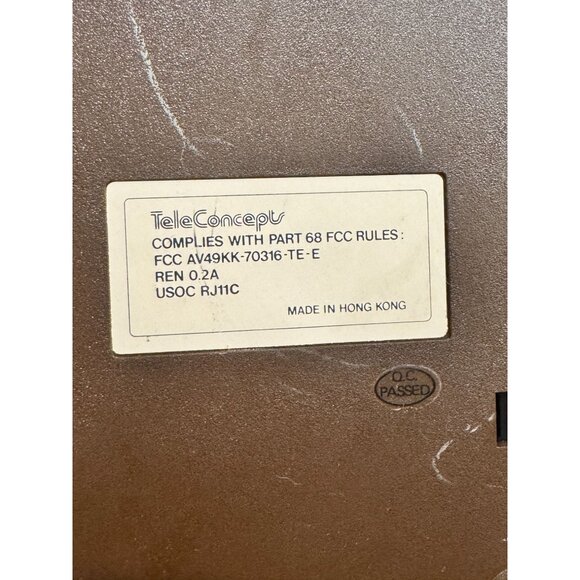 TeleConcepts
COMPLIES WITH PART 68 FCC RULES:
FCC AV49KK-70316-TE-E
REN 0.2A
USOC RJ11C
MADE IN HONG KONG
Q.C.
PASSED